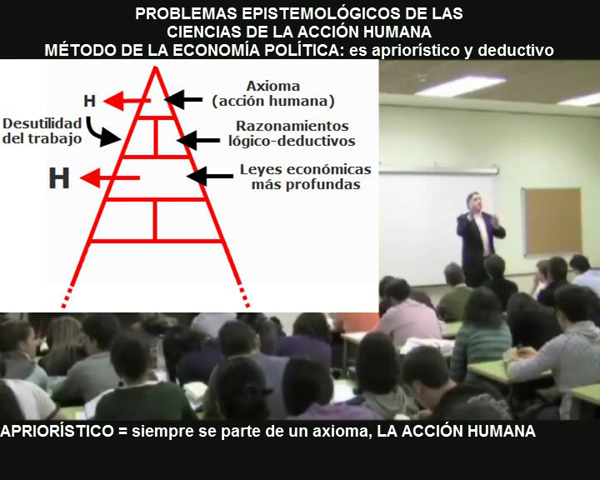 PROBLEMAS EPISTEMOLÓGICOS DE LAS
CIENCIAS DE LA ACCIÓN HUMANA
MÉTODO DE LA ECONOMÍA POLÍTICA: es apriorístico y deductivo
H
Axioma
(acción humana)
Desutilidad
del trabajo
Razonamientos
lógico-deductivos
H
Leyes económicas
más profundas
APRIORÍSTICO = siempre se parte de un axioma, LA ACCIÓN HUMANA